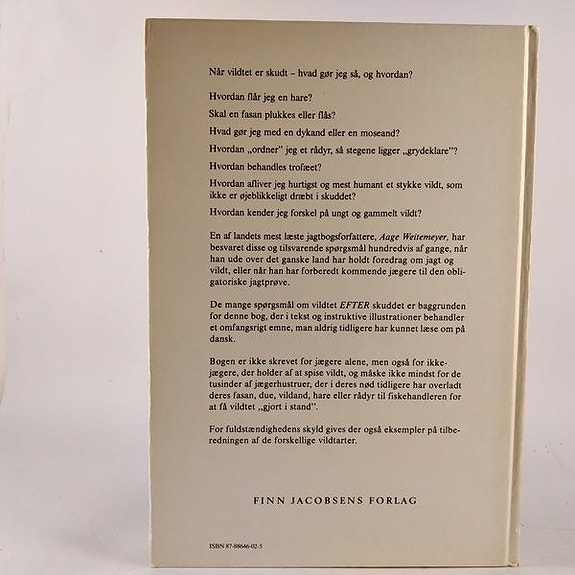 Når vildtet er skudt – hvad gør jeg så, og hvordan?
Hvordan flår jeg en hare?
Skal en fasan plukkes eller flås?
Hvad gør jeg med en dykand eller en moseand?
Hvordan „ordner” jeg et rådyr, så stegene ligger „grydeklare”?
Hvordan behandles trofæet?
Hvordan afliver jeg hurtigst og mest humant et stykke vildt, som
ikke er øjeblikkeligt dræbt i skuddet?
Hvordan kender jeg forskel på ungt og gammelt vildt?
En af landets mest læste jagtbogsforfattere, Aage Weitemeyer, har
besvaret disse og tilsvarende spørgsmål hundredvis af gange, når
han ude over det ganske land har holdt foredrag om jagt og
vildt, eller når han har forberedt kommende jægere til den obli-
gatoriske jagtprøve.
De mange spørgsmål om vildtet EFTER skuddet er baggrunden
for denne bog, der i tekst og instruktive illustrationer behandler
et omfangsrigt emne, man aldrig tidligere har kunnet læse om på
dansk.
Bogen er ikke skrevet for jægere alene, men også for ikke-
jægere, der holder af at spise vildt, og måske ikke mindst for de
tusinder af jægerhustruer, der i deres nød tidligere har overladt
deres fasan, due, vildand, hare eller rådyr til fiskehandleren for
at få vildtet „gjort i stand”.
For fuldstændighedens skyld gives der også eksempler på tilbe-
redningen af de forskellige vildtarter.
FINN JACOBSENS FORLAG
ISBN 87-88646-02-5